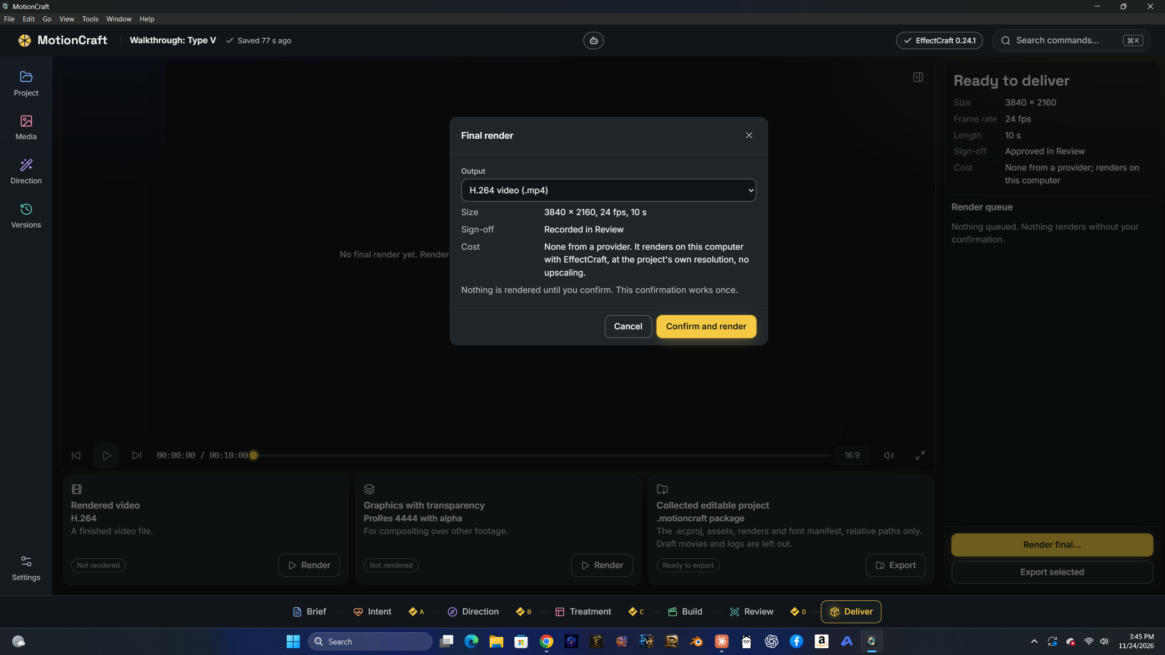 MotionCraft
File Edit Go View Tools Window Help
MotionCraft
Walkthrough: Type V
Saved 77 s ago
EffectCraft 0.24.1
Search commands...
⌘K
Project
Media
Direction
Versions
Settings
No final render yet. Render
Final render
Output
H.264 video (.mp4)
Size 3840 × 2160, 24 fps, 10 s
Sign-off Recorded in Review
Cost None from a provider. It renders on this computer
with EffectCraft, at the project's own resolution, no
upscaling.
Nothing is rendered until you confirm. This confirmation works once.
Cancel
Confirm and render
Ready to deliver
Size 3840 × 2160
Frame rate 24 fps
Length 10 s
Sign-off Approved in Review
Cost None from a provider; renders on
this computer
Render queue
Nothing queued. Nothing renders without your
confirmation.
00:00:00 / 00:10:00
16:9
Rendered video
H.264
A finished video file.
Not rendered
Render
Graphics with transparency
ProRes 4444 with alpha
For compositing over other footage.
Not rendered
Render
Collected editable project
.motioncraft package
The .ecproj, assets, renders and font manifest, relative paths only.
Draft movies and logs are left out.
Ready to export
Export
Render final...
Export selected
Brief
Intent
A
Direction
B
Treatment
C
Build
Review
D
Deliver
Search
3:45 PM
11/24/2026